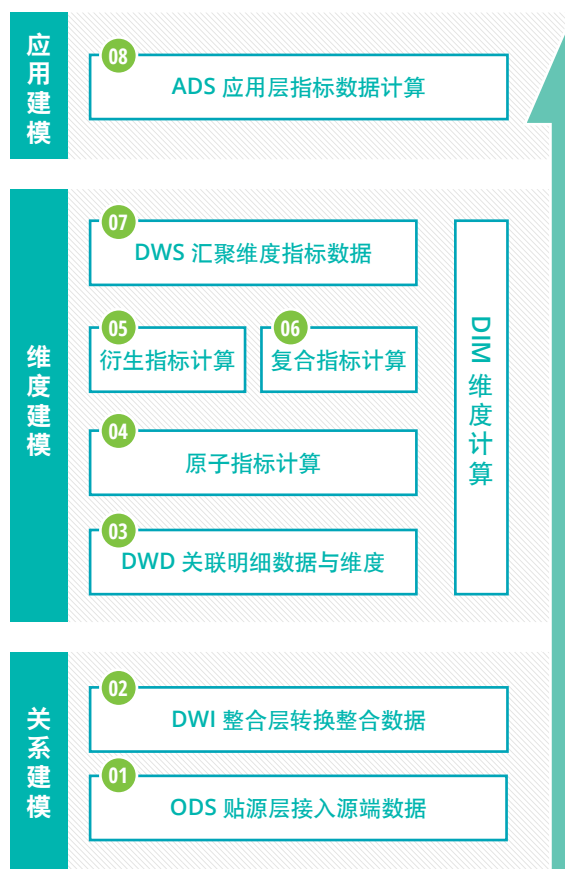 应用建模
08
ADS 应用层指标数据计算
维度建模
07
DWS 汇聚维度指标数据
05
衍生指标计算
06
复合指标计算
04
原子指标计算
03
DWD 关联明细数据与维度
DIM 维度计算
关系建模
02
DWI 整合层转换整合数据
01
ODS 贴源层接入源端数据